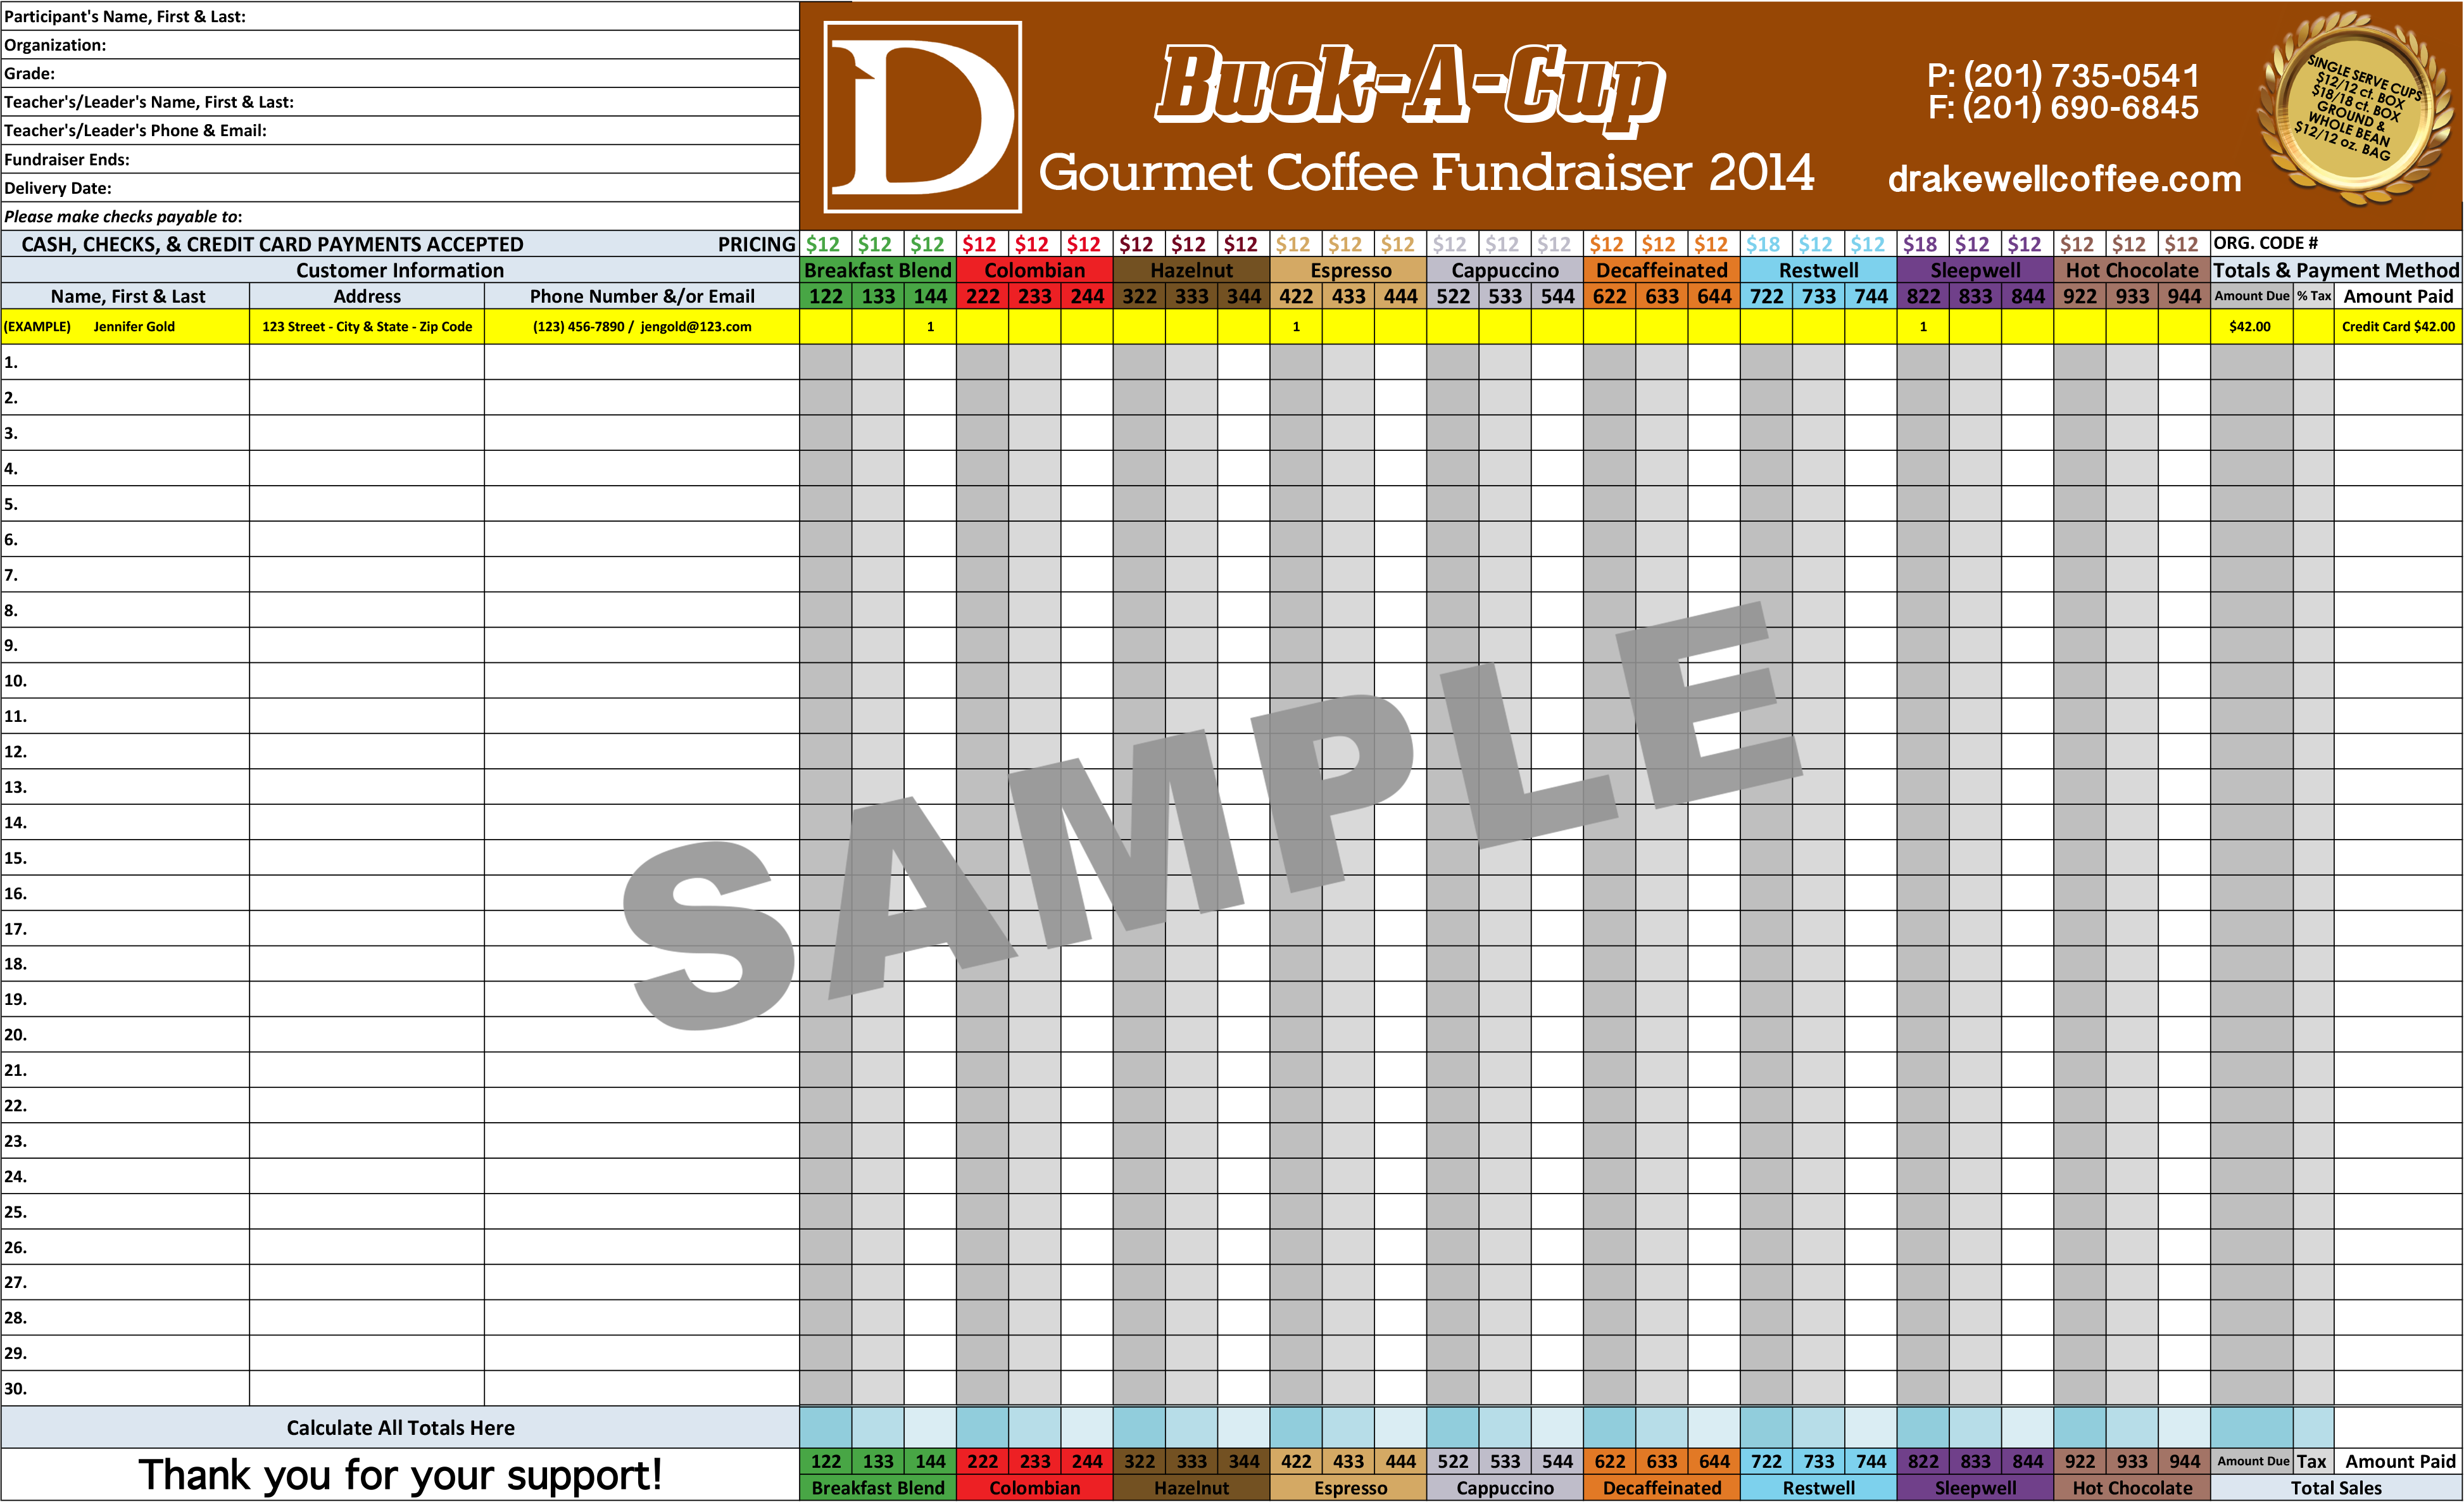 Participant's Name, First & Last:
Organization:
Grade:
Teacher's/Leader's Name, First & Last:
Teacher's/Leader's Phone & Email:
Fundraiser Ends:
Delivery Date:
Please make checks payable to:
D
Buck-A-Cup
Gourmet Coffee Fundraiser 2014
P: (201) 735-0541
F: (201) 690-6845
drakewellcoffee.com
SINGLE SERVE CUPS
$12/12 ct. BOX
$18/18 ct. BOX
GROUND &
WHOLE BEAN
$12/12 oz. BAG
CASH, CHECKS, & CREDIT CARD PAYMENTS ACCEPTED PRICING $12 $12 $12 $12 $12 $12 $12 $12 $12 $12 $12 $12 $12 $12 $12 $12 $12 $12 $18 $12 $12 $18 $12 $12 $12 $12 $12 ORG. CODE #
Customer Information Breakfast Blend Colombian Hazelnut Espresso Cappuccino Decaffeinated Restwell Sleepwell Hot Chocolate Totals & Payment Method
Name, First & Last Address Phone Number &/or Email 122 133 144 222 233 244 322 333 344 422 433 444 522 533 544 622 633 644 722 733 744 822 833 844 922 933 944 Amount Due % Tax Amount Paid
(EXAMPLE) Jennifer Gold 123 Street - City & State - Zip Code (123) 456-7890 / jengold@123.com 1 1 1 $42.00 Credit Card $42.00
1.
2.
3.
4.
5.
6.
7.
8.
9.
10.
11.
12.
13.
14.
15.
16.
17.
18.
19.
20.
21.
22.
23.
24.
25.
26.
27.
28.
29.
30.
SAMPLE
Calculate All Totals Here
Thank you for your support!
122 133 144 222 233 244 322 333 344 422 433 444 522 533 544 622 633 644 722 733 744 822 833 844 922 933 944 Amount Due Tax Amount Paid
Breakfast Blend Colombian Hazelnut Espresso Cappuccino Decaffeinated Restwell Sleepwell Hot Chocolate Total Sales